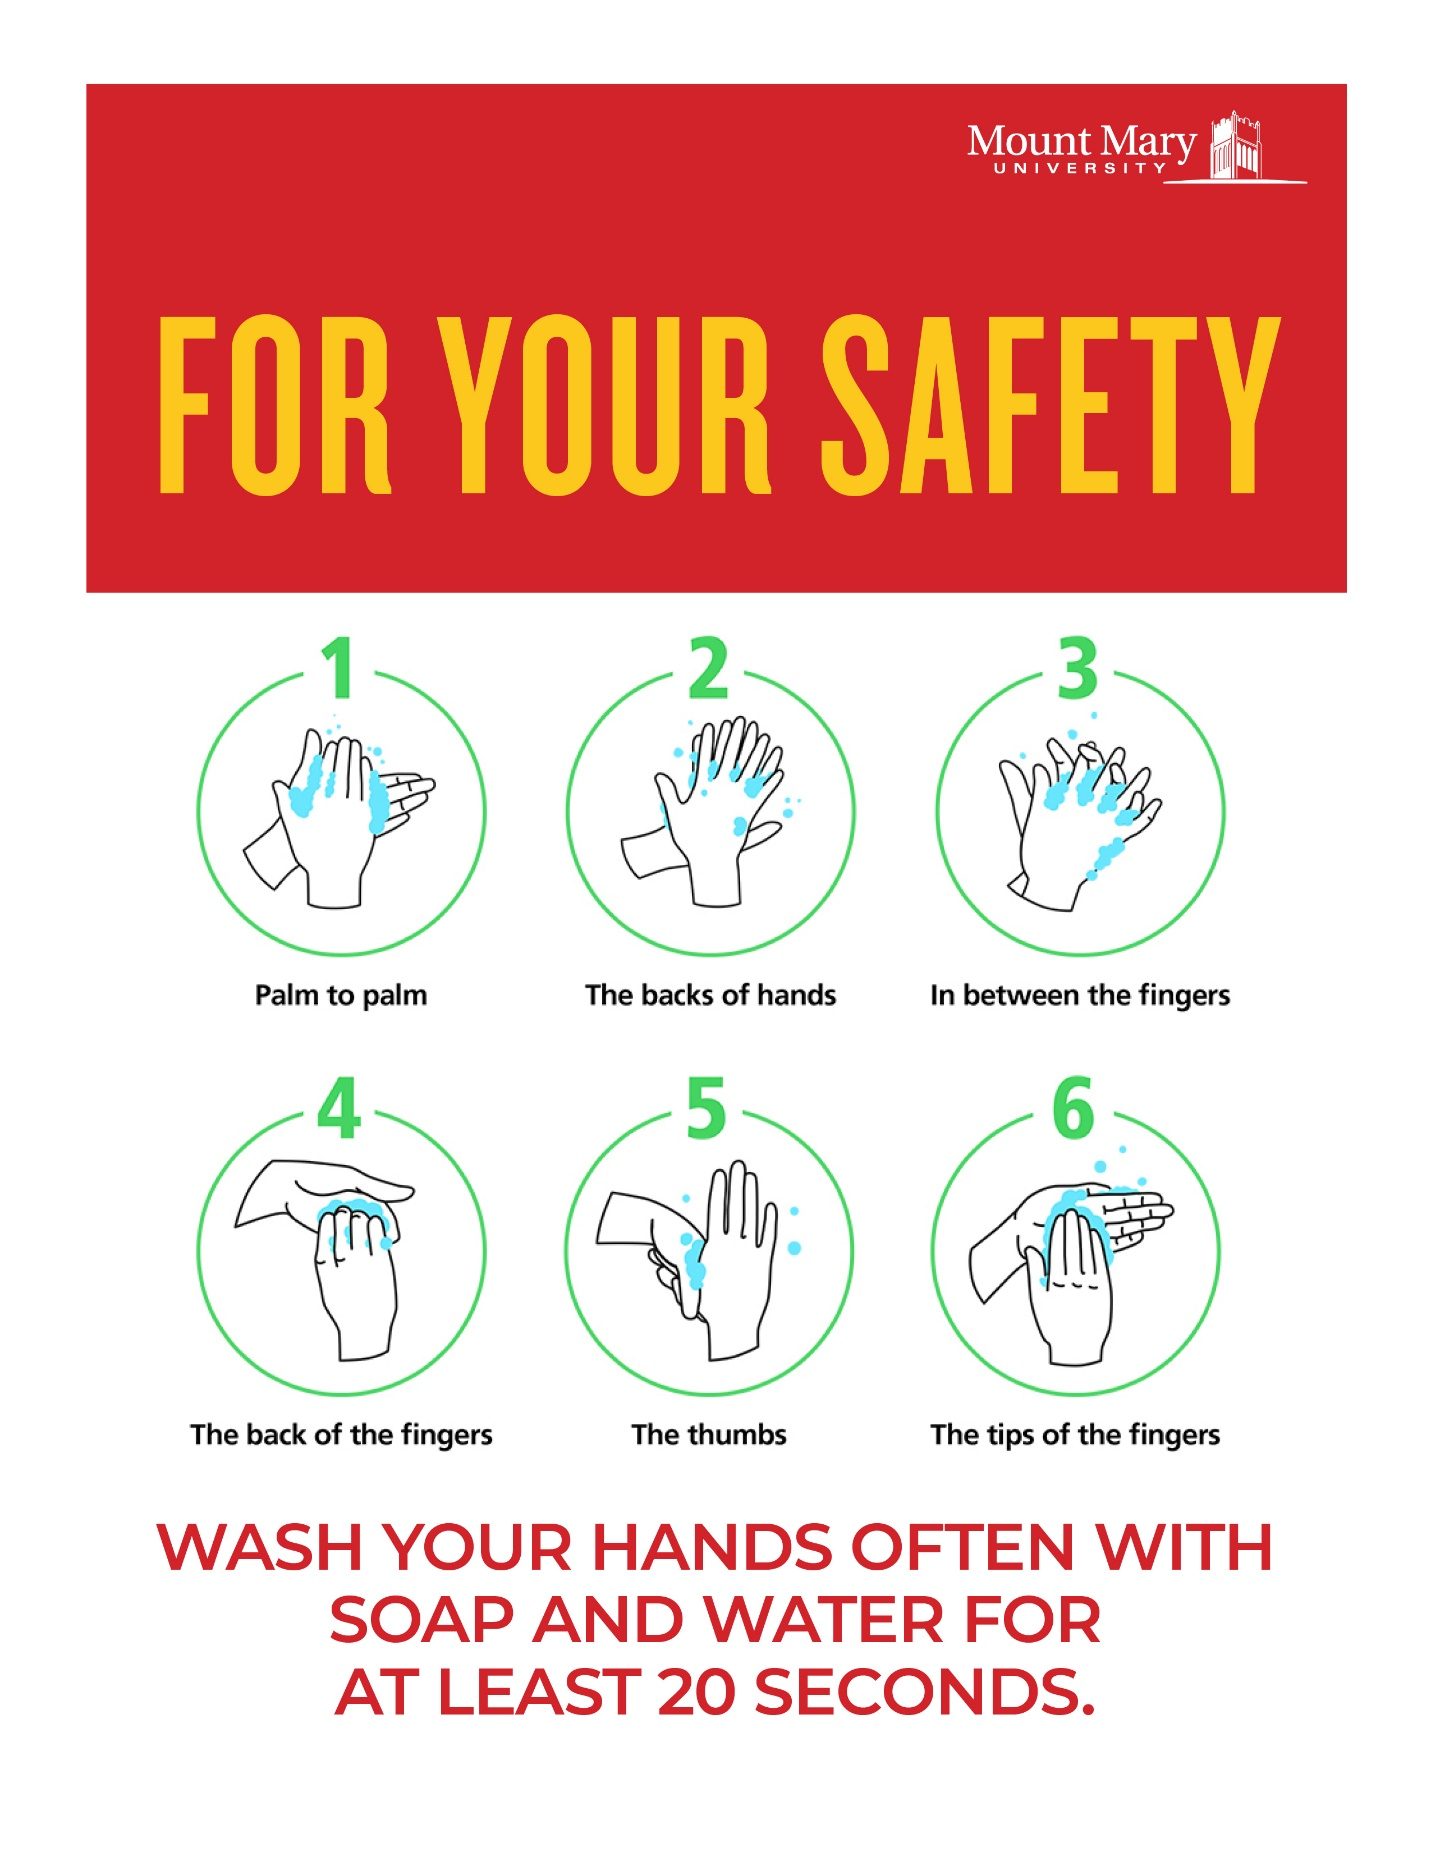 Mount Mary
UNIVERSITY
FOR YOUR SAFETY
1
2
3
Palm to palm
The backs of hands
In between the fingers
4
5
6
The back of the fingers
The thumbs
The tips of the fingers
WASH YOUR HANDS OFTEN WITH
SOAP AND WATER FOR
AT LEAST 20 SECONDS.